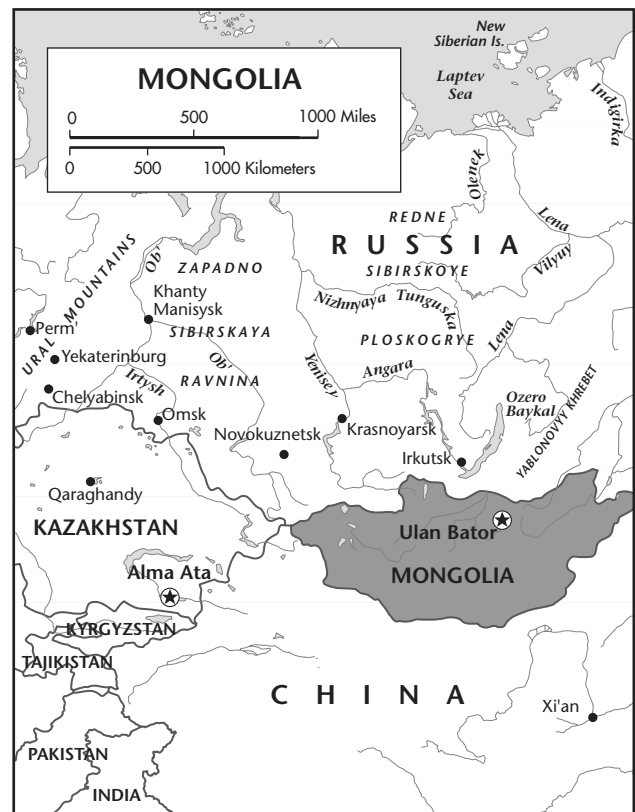 New
Siberian Is.
Laptev
Sea
MONGOLIA
0 500 1000 Miles
0 500 1000 Kilometers
Indigirka
Olenek
REDNE
Lena
RUSSIA
URAL MOUNTAINS
Ob'
ZAPADNO
SIBIRSKOYE
Vilyuy
Khanty
Manisysk
Nizhnyaya Tunguska
Perm'
SIBIRSKAYA
PLOSKOGRYE
Lena
Yekaterinburg
Ob'
Yenisey
Angara
Irtysh
RAVNINA
Chelyabinsk
Ozero
Baykal
YABLONOVYY KHREBET
Omsk
Novokuznetsk
Krasnoyarsk
Irkutsk
Qaraghandy
KAZAKHSTAN
Ulan Bator
Alma Ata
MONGOLIA
KYRGYZSTAN
TAJIKISTAN
CHINA
Xi'an
PAKISTAN
INDIA